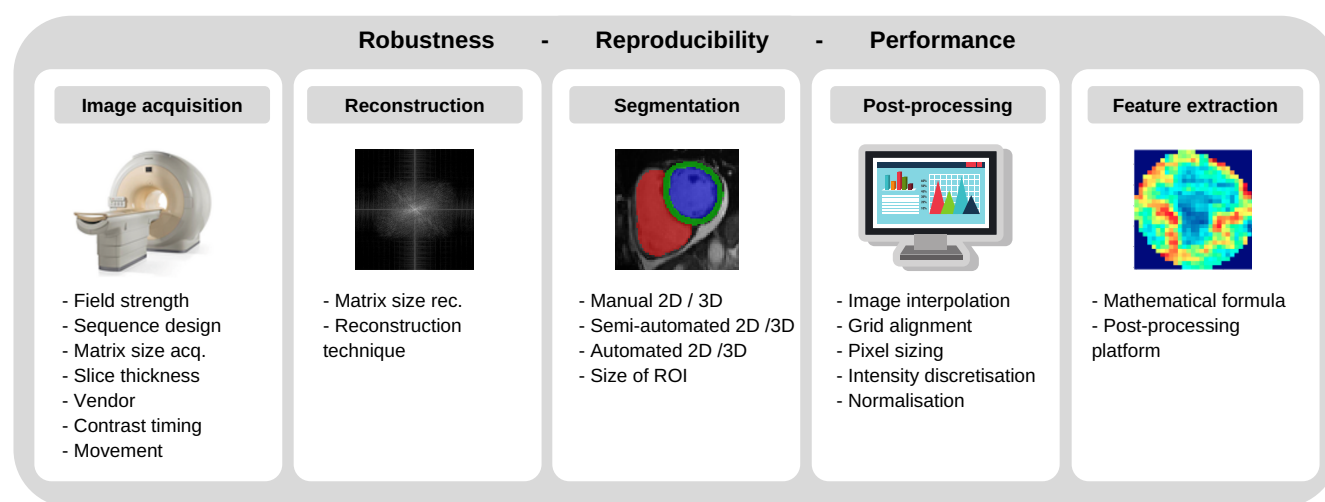 Robustness - Reproducibility - Performance
Image acquisition
- Field strength
- Sequence design
- Matrix size acq.
- Slice thickness
- Vendor
- Contrast timing
- Movement
Reconstruction
- Matrix size rec.
- Reconstruction
technique
Segmentation
- Manual 2D / 3D
- Semi-automated 2D /3D
- Automated 2D /3D
- Size of ROI
Post-processing
- Image interpolation
- Grid alignment
- Pixel sizing
- Intensity discretisation
- Normalisation
Feature extraction
- Mathematical formula
- Post-processing
platform